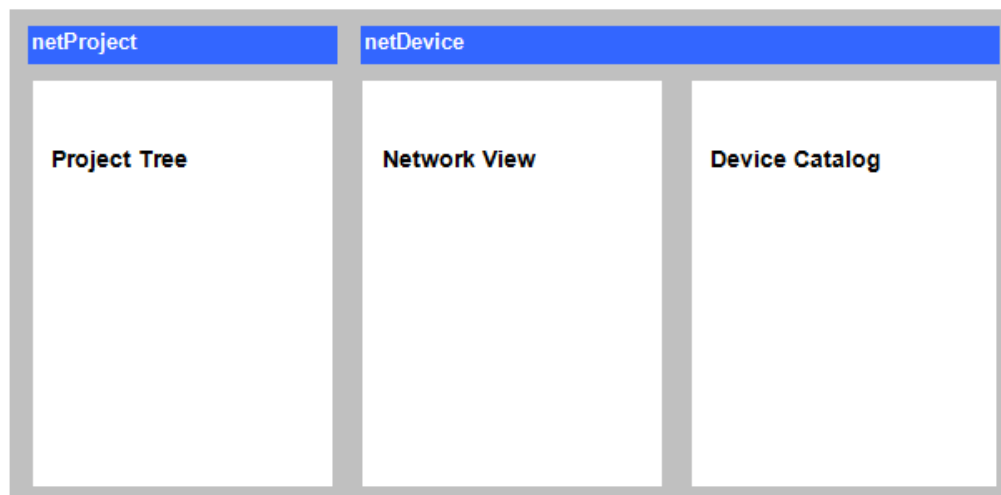 netProject
netDevice
Project Tree
Network View
Device Catalog